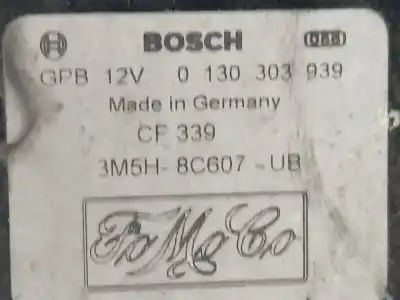 BOSCH
GPB 12V 0 130 303 939
Made in Germany
CF 339
3M5H- 8C607 -UB
FoMoCo